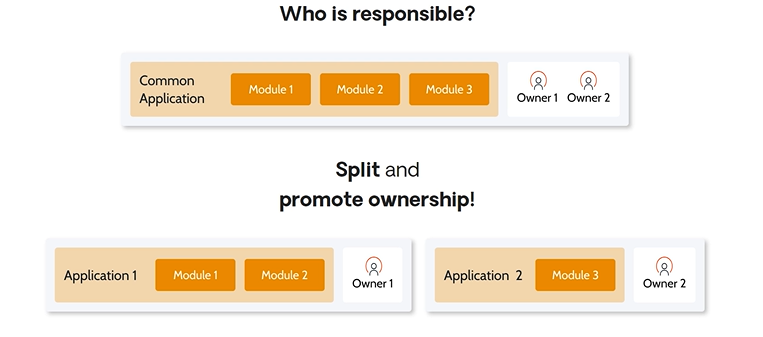 Who is responsible?
Common
Application
Module 1
Module 2
Module 3
Owner 1
Owner 2
Split and
promote ownership!
Application 1
Module 1
Module 2
Owner 1
Application 2
Module 3
Owner 2